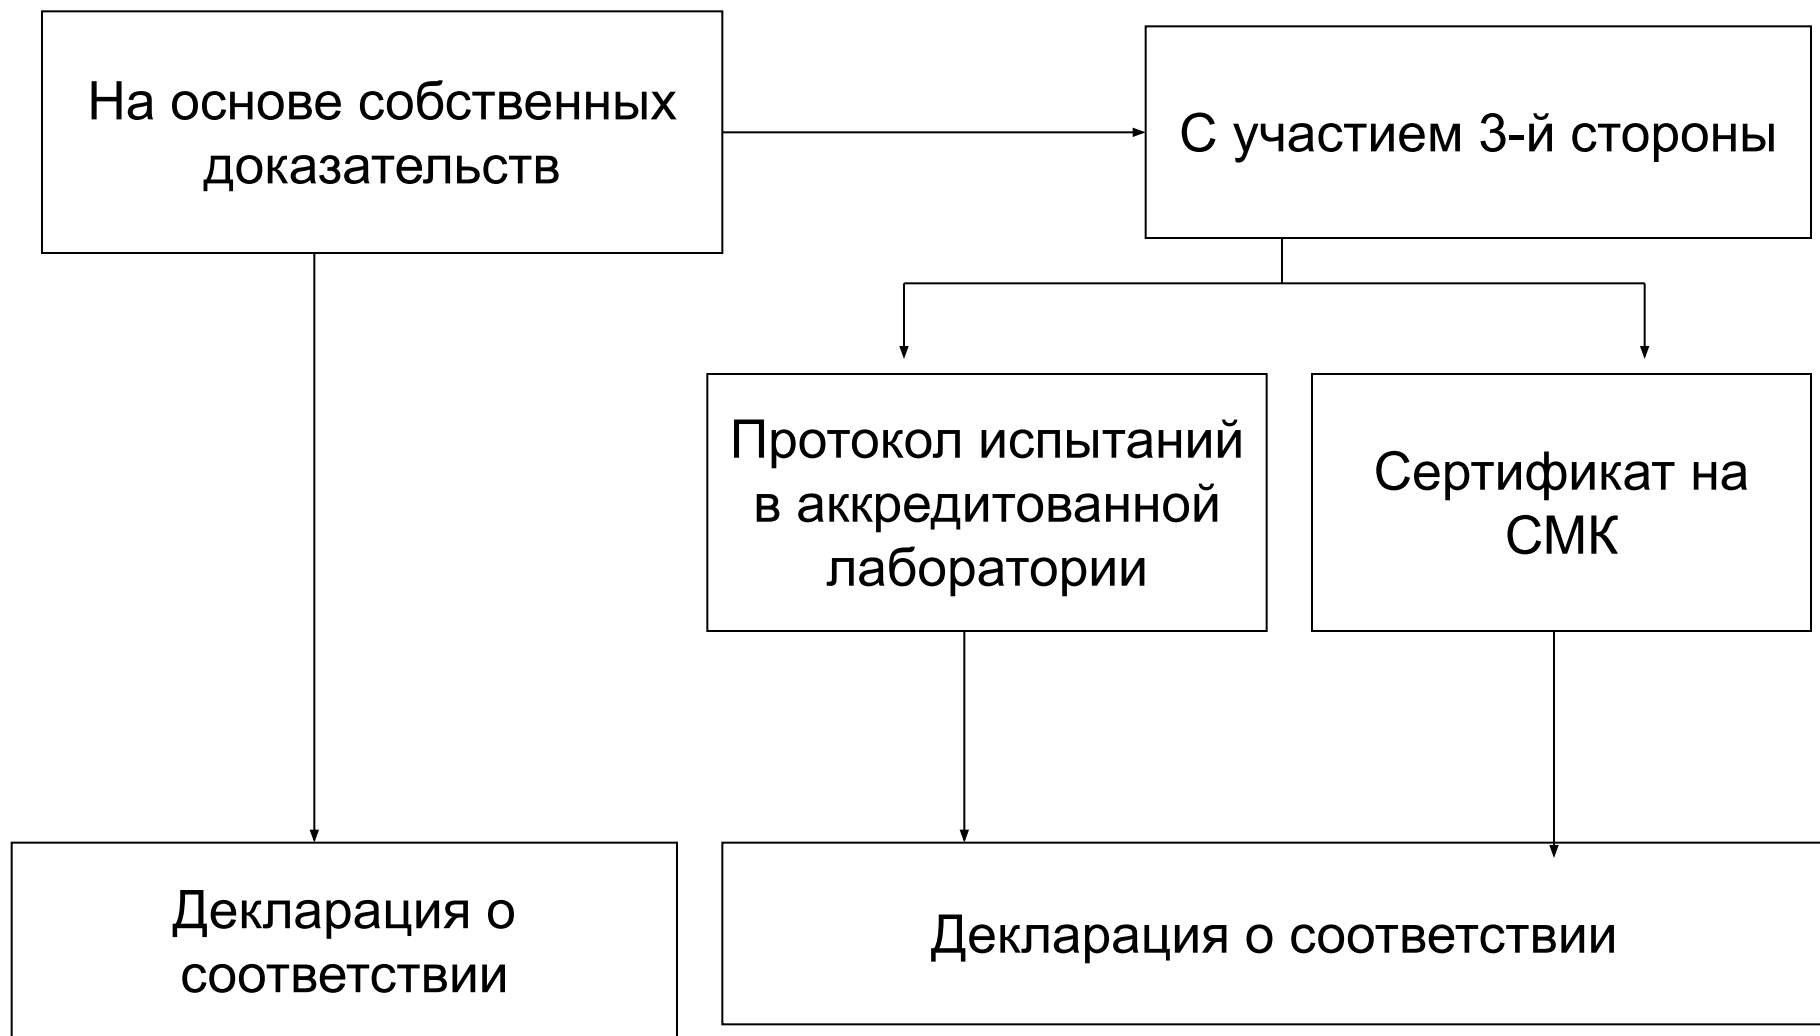 На основе собственных
доказательств
С участием 3-й стороны
Протокол испытаний
в аккредитованной
лаборатории
Сертификат на
СМК
Декларация о
соответствии
Декларация о соответствии